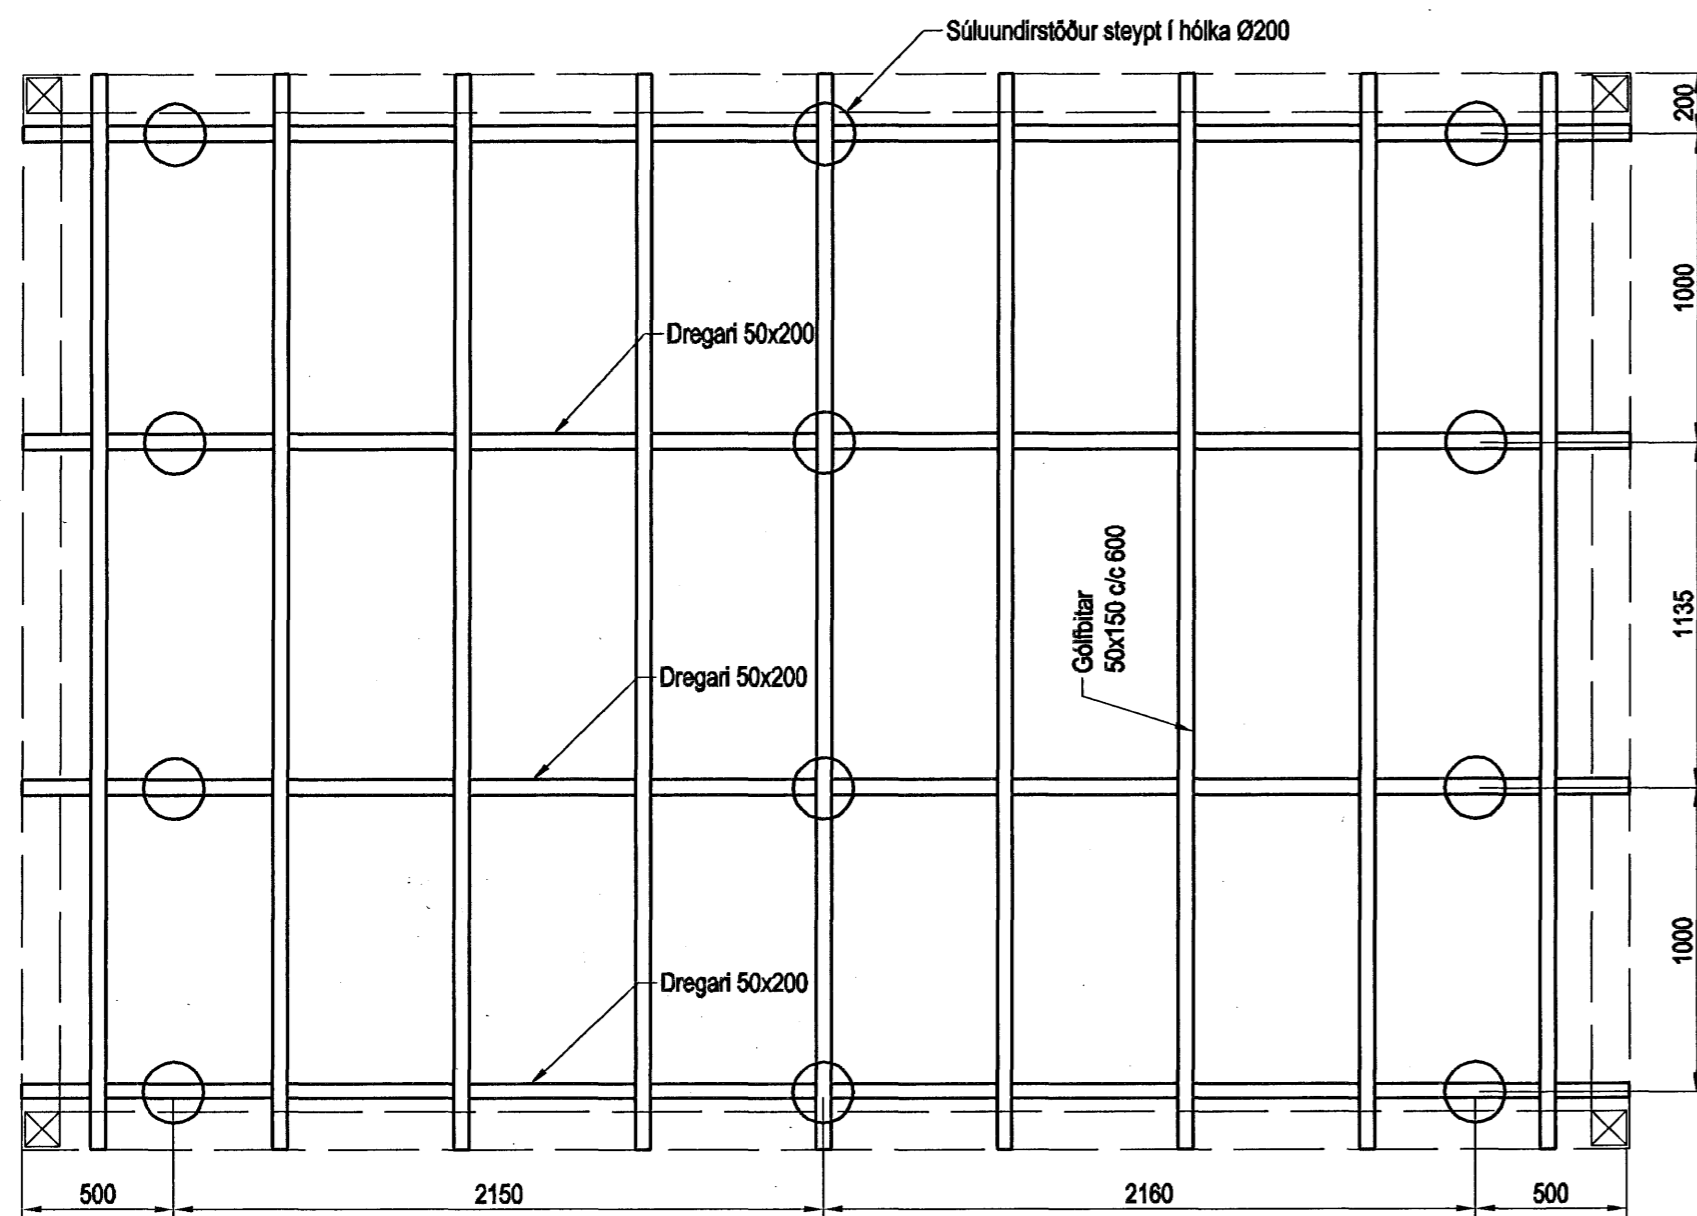 Súluundirstöður steypt í hólka Ø200
200
1000
Dregari 50x200
Gólfbitar
50x150 c/c 600
1135
Dregari 50x200
1000
Dregari 50x200
500
2150
2160
500